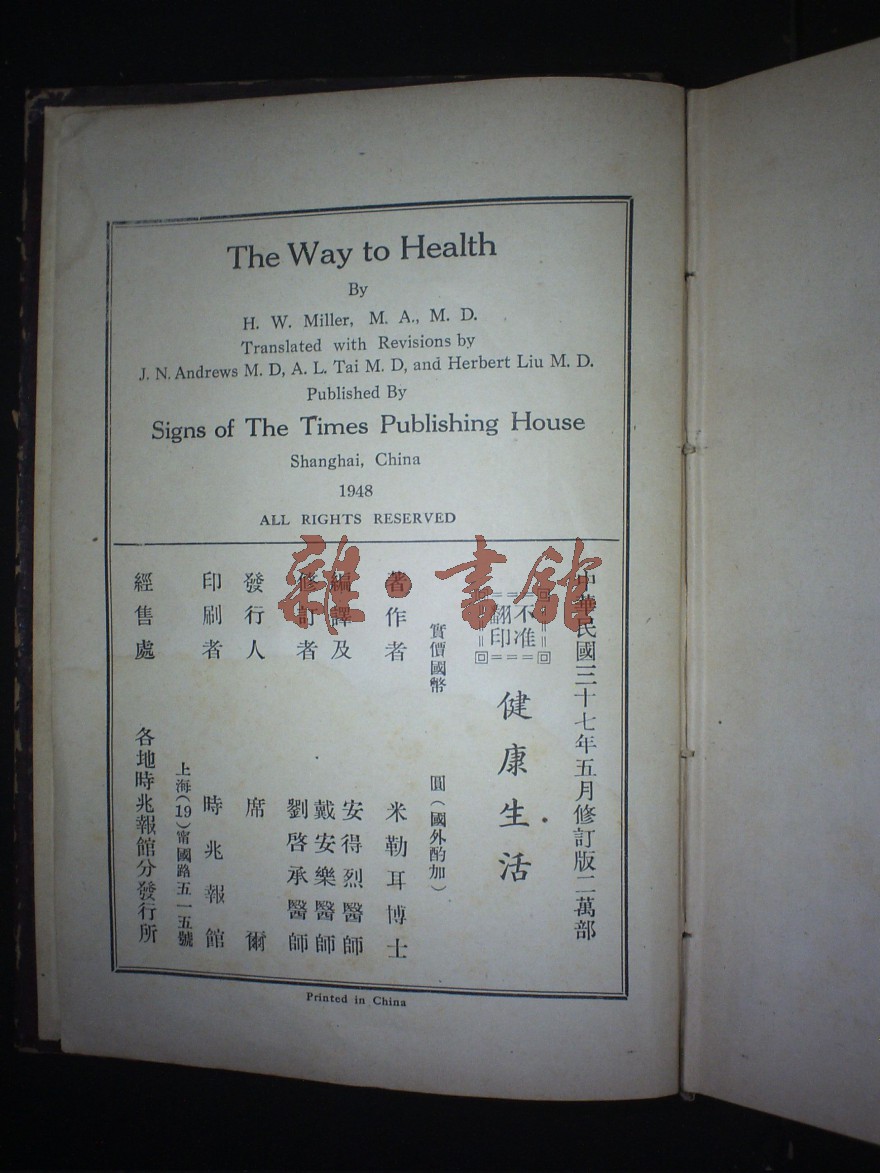 The Way to Health
By
H. W. Miller, M. A., M. D.
Translated with Revisions by
J. N. Andrews M. D, A. L. Tai M. D, and Herbert Liu M. D.
Published By
Signs of The Times Publishing House
Shanghai, China
1948
ALL RIGHTS RESERVED
雜·書館
中華民國三十七年五月修訂版二萬部
不准
翻印
健康生活
實價國幣 圓(國外酌加)
著作者 米勒耳博士
編譯及
修訂者
安得烈醫師
戴安樂醫師
劉啓承醫師
發行人 席爾
印刷者 時兆報館
上海(19)甯國路五一五號
經售處 各地時兆報館分發行所
Printed in China